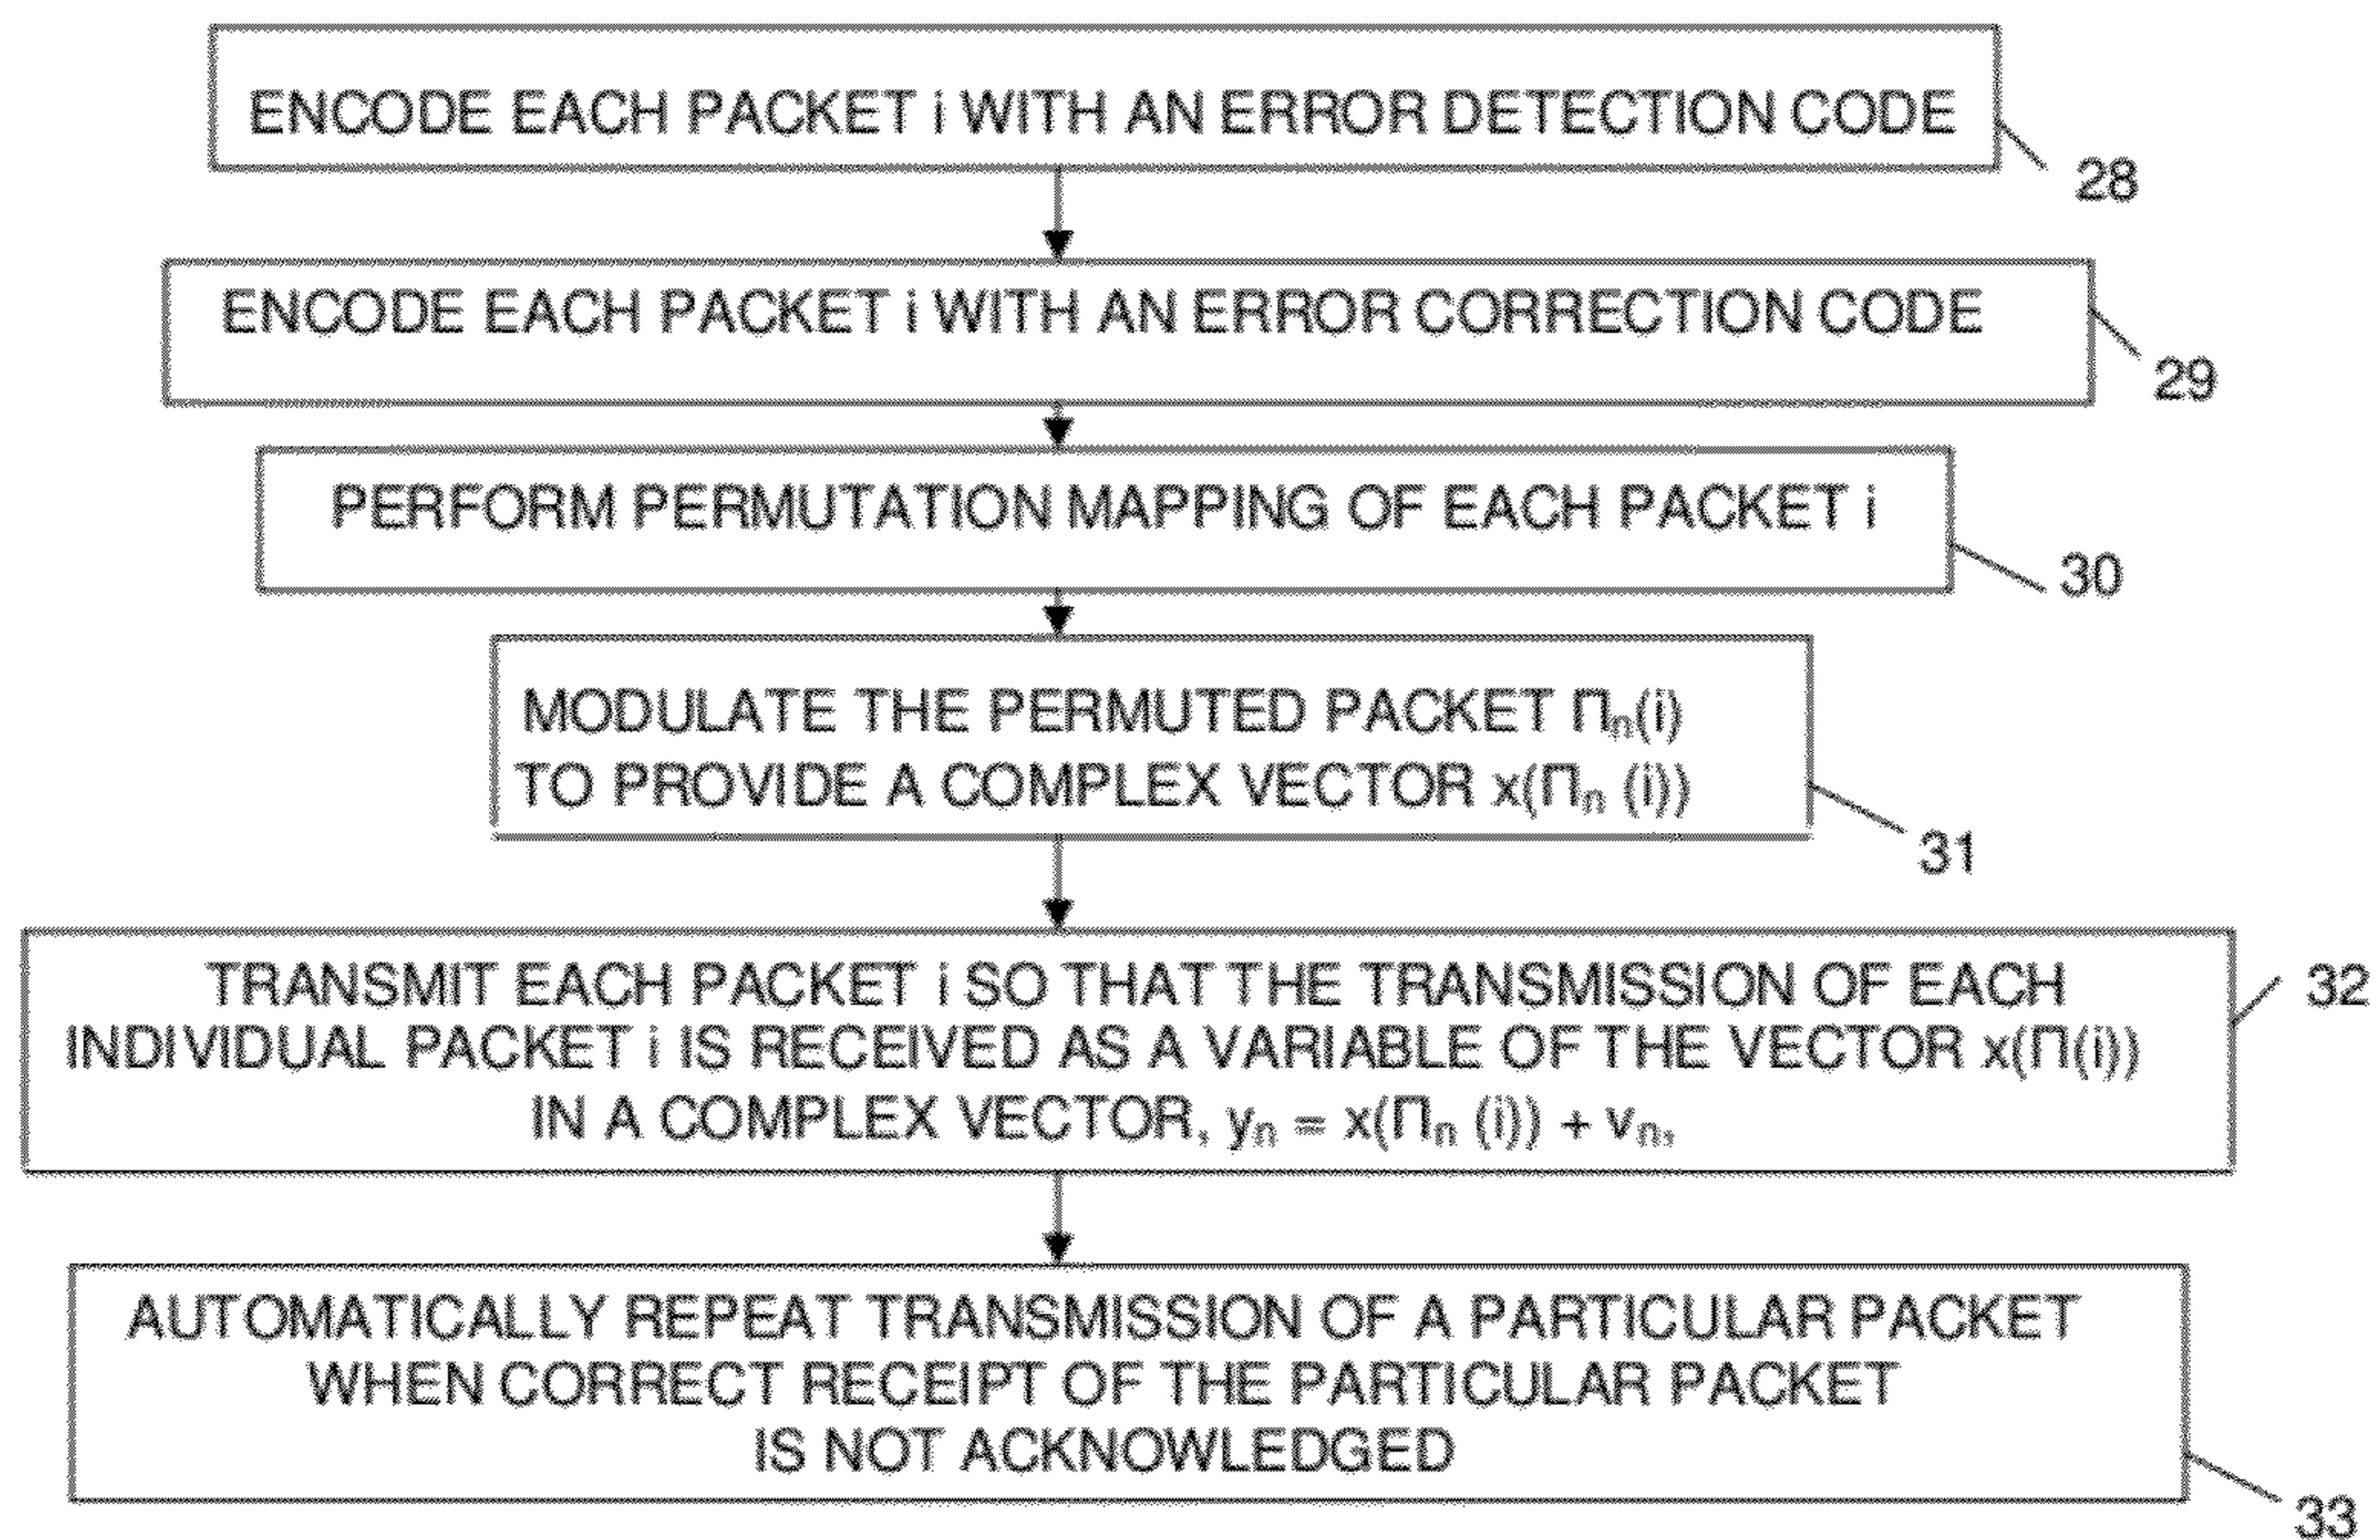 ENCODE EACH PACKET i WITH AN ERROR DETECTION CODE
28
ENCODE EACH PACKET i WITH AN ERROR CORRECTION CODE
29
PERFORM PERMUTATION MAPPING OF EACH PACKET i
30
MODULATE THE PERMUTED PACKET Πn(i)
TO PROVIDE A COMPLEX VECTOR x(Πn (i))
31
TRANSMIT EACH PACKET i SO THAT THE TRANSMISSION OF EACH
32
INDIVIDUAL PACKET i IS RECEIVED AS A VARIABLE OF THE VECTOR x(Π(i))
IN A COMPLEX VECTOR, yn = x(Πn (i)) + vn,
AUTOMATICALLY REPEAT TRANSMISSION OF A PARTICULAR PACKET
WHEN CORRECT RECEIPT OF THE PARTICULAR PACKET
IS NOT ACKNOWLEDGED
33